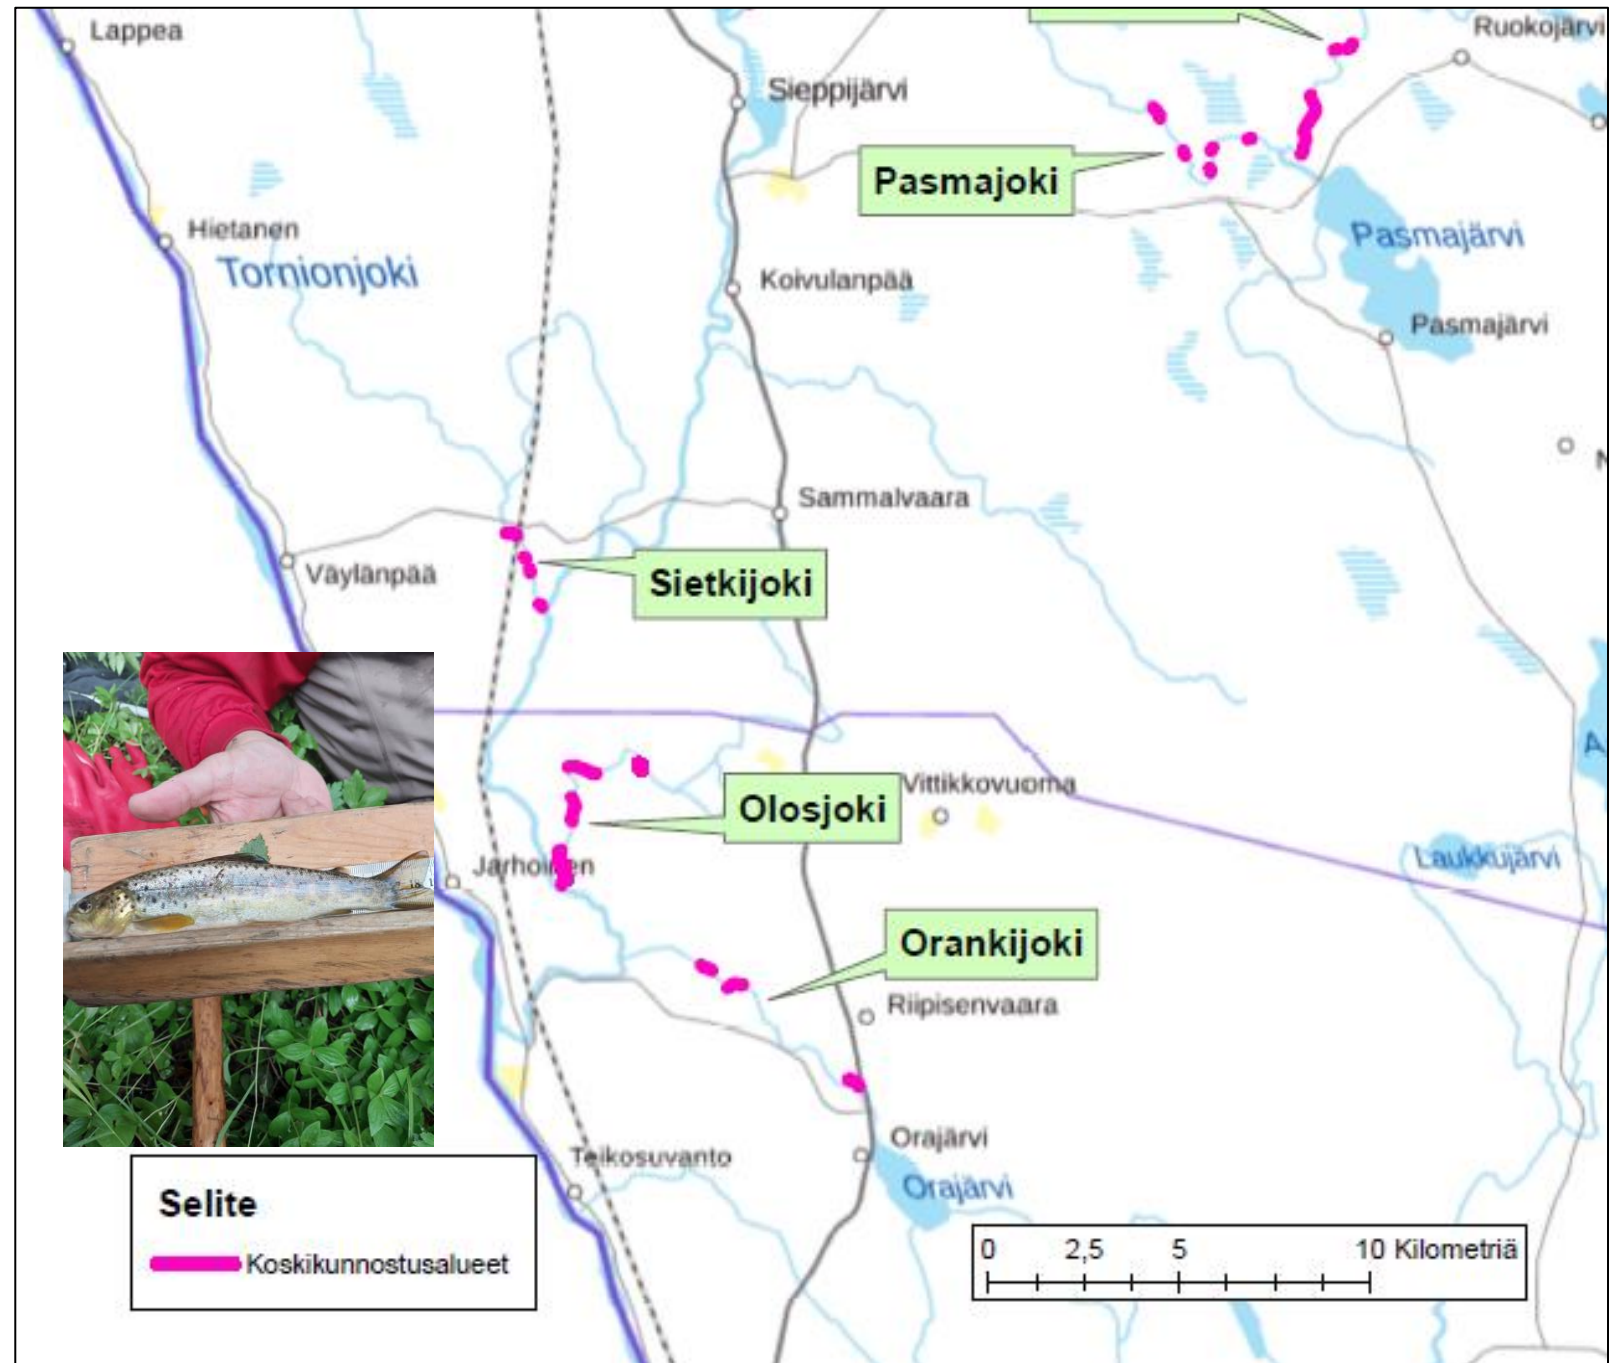 Lappea
Ruokojärvi
Sieppijärvi
Pasmajoki
Hietanen
Tornionjoki
Pasmajärvi
Koivulanpää
Pasmajärvi
Sammalvaara
Väylänpää
Sietkijoki
Vittikkovuoma
Olosjoki
Jarhoinen
Laukkujärvi
Orankijoki
Riipisenvaara
Orajärvi
Teikosuvanto
Orajärvi
Selite
Koskikunnostusalueet
0 2,5 5 10 Kilometriä